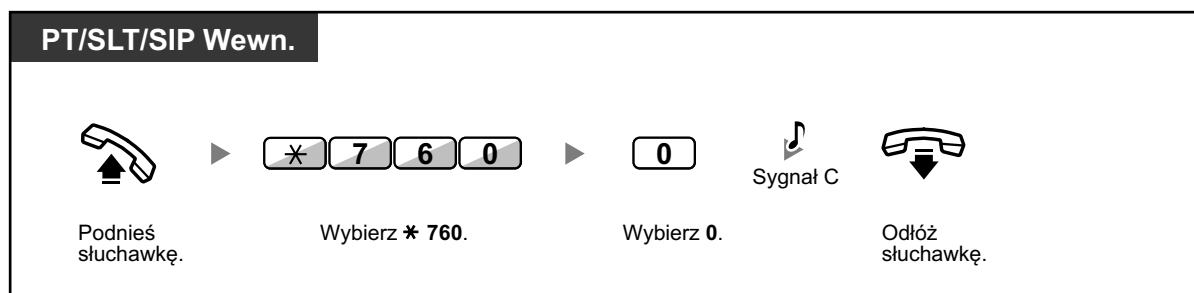 PT/SLT/SIP Wewn.
* 7 6 0
0
Sygnał C
Podnieś
słuchawkę.
Wybierz * 760.
Wybierz 0.
Odłóż
słuchawkę.